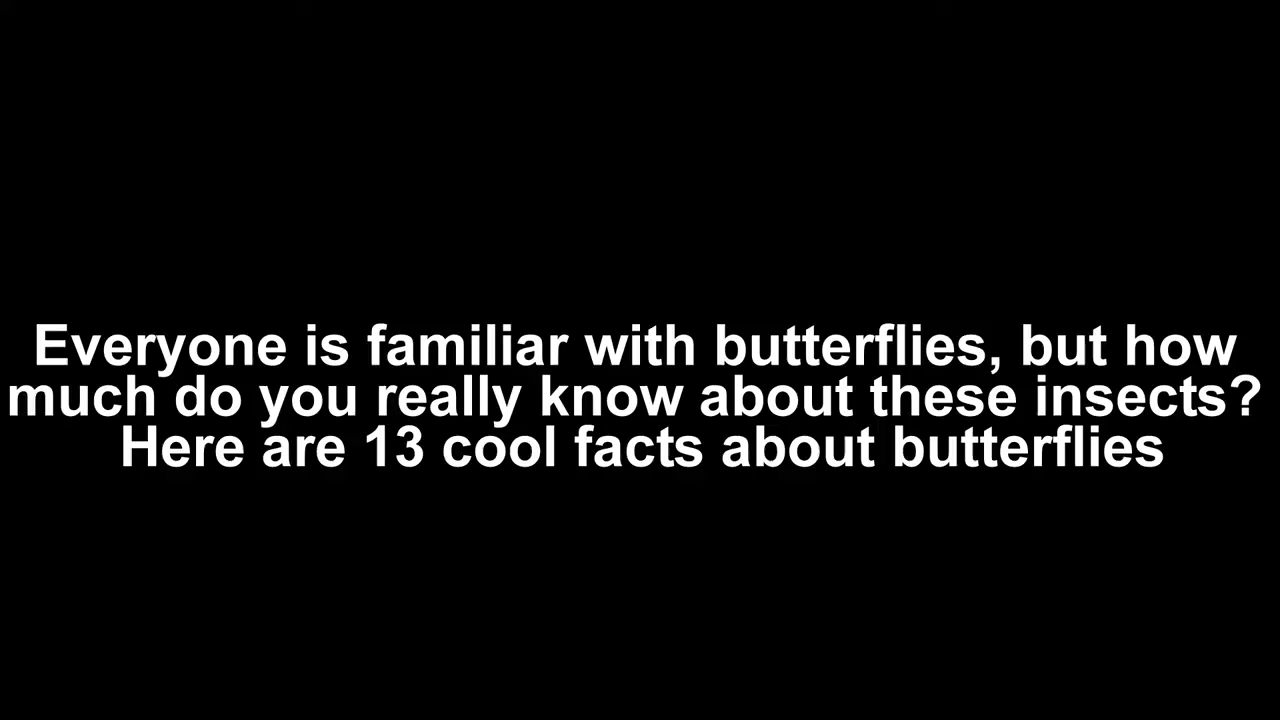 Everyone is familiar with butterflies, but how
much do you really know about these insects?
Here are 13 cool facts about butterflies